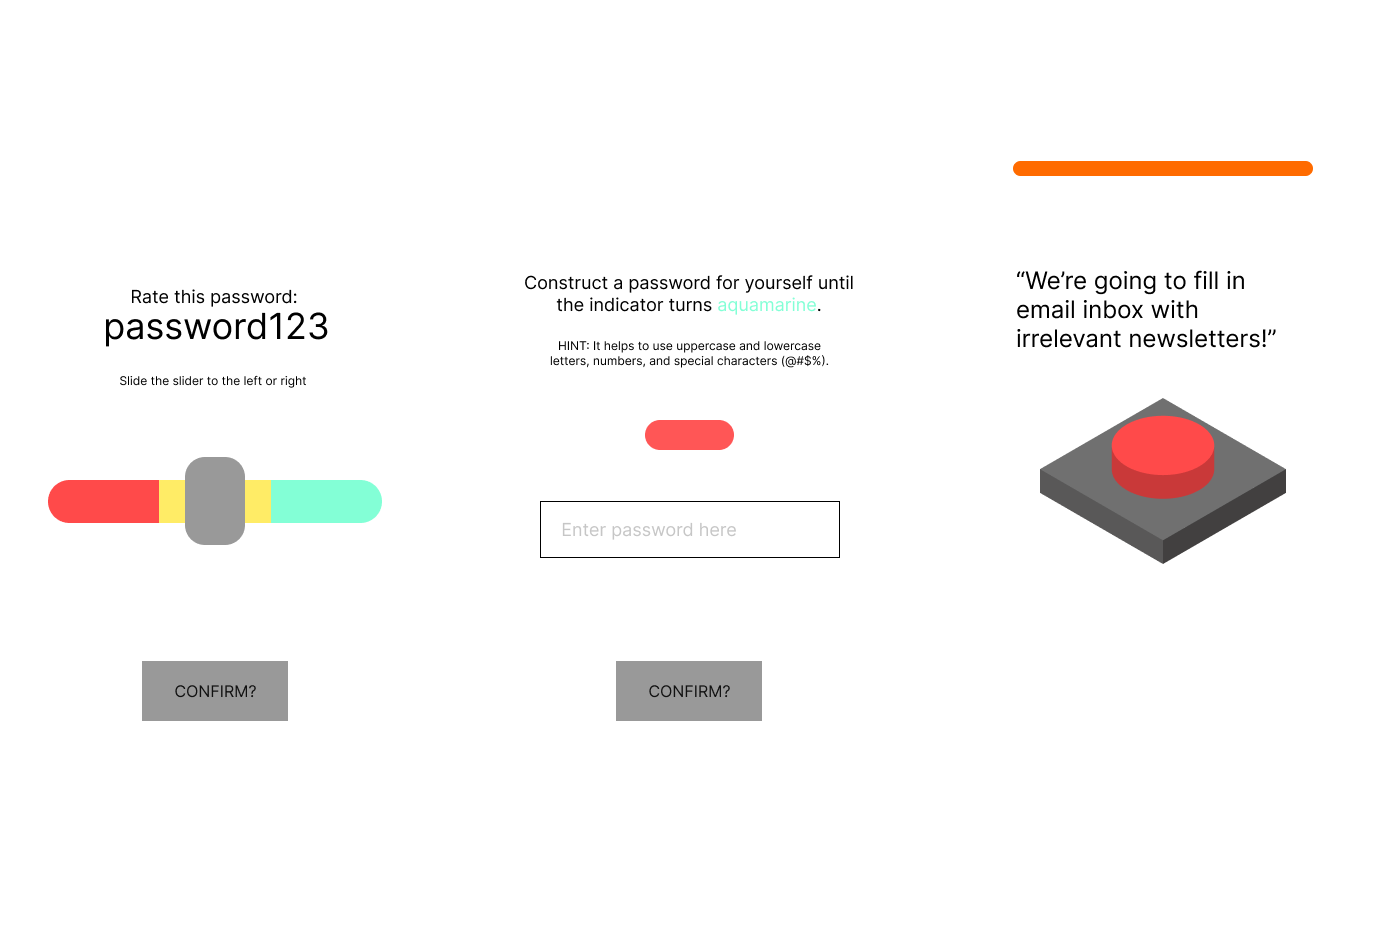 Rate this password:
password123
Slide the slider to the left or right
CONFIRM?
Construct a password for yourself until
the indicator turns aquamarine.
HINT: It helps to use uppercase and lowercase
letters, numbers, and special characters (@#$%).
Enter password here
CONFIRM?
“We’re going to fill in
email inbox with
irrelevant newsletters!”